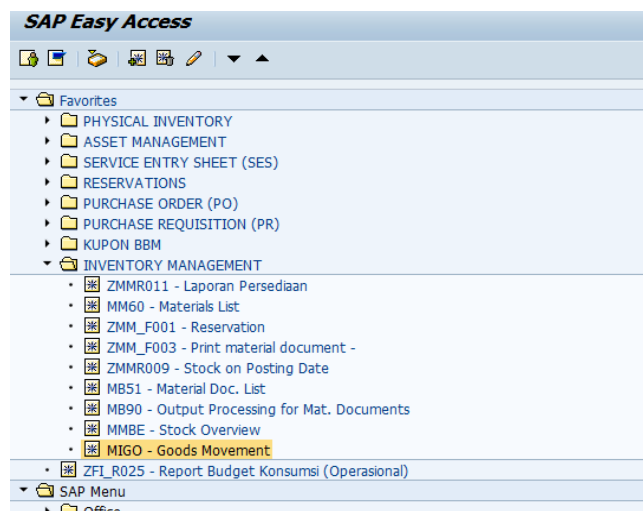 SAP Easy Access
Favorites
PHYSICAL INVENTORY
ASSET MANAGEMENT
SERVICE ENTRY SHEET (SES)
RESERVATIONS
PURCHASE ORDER (PO)
PURCHASE REQUISITION (PR)
KUPON BBM
INVENTORY MANAGEMENT
ZMMR011 - Laporan Persediaan
MM60 - Materials List
ZMM_F001 - Reservation
ZMM_F003 - Print material document -
ZMMR009 - Stock on Posting Date
MB51 - Material Doc. List
MB90 - Output Processing for Mat. Documents
MMBE - Stock Overview
MIGO - Goods Movement
ZFI_R025 - Report Budget Konsumsi (Operasional)
SAP Menu
Office